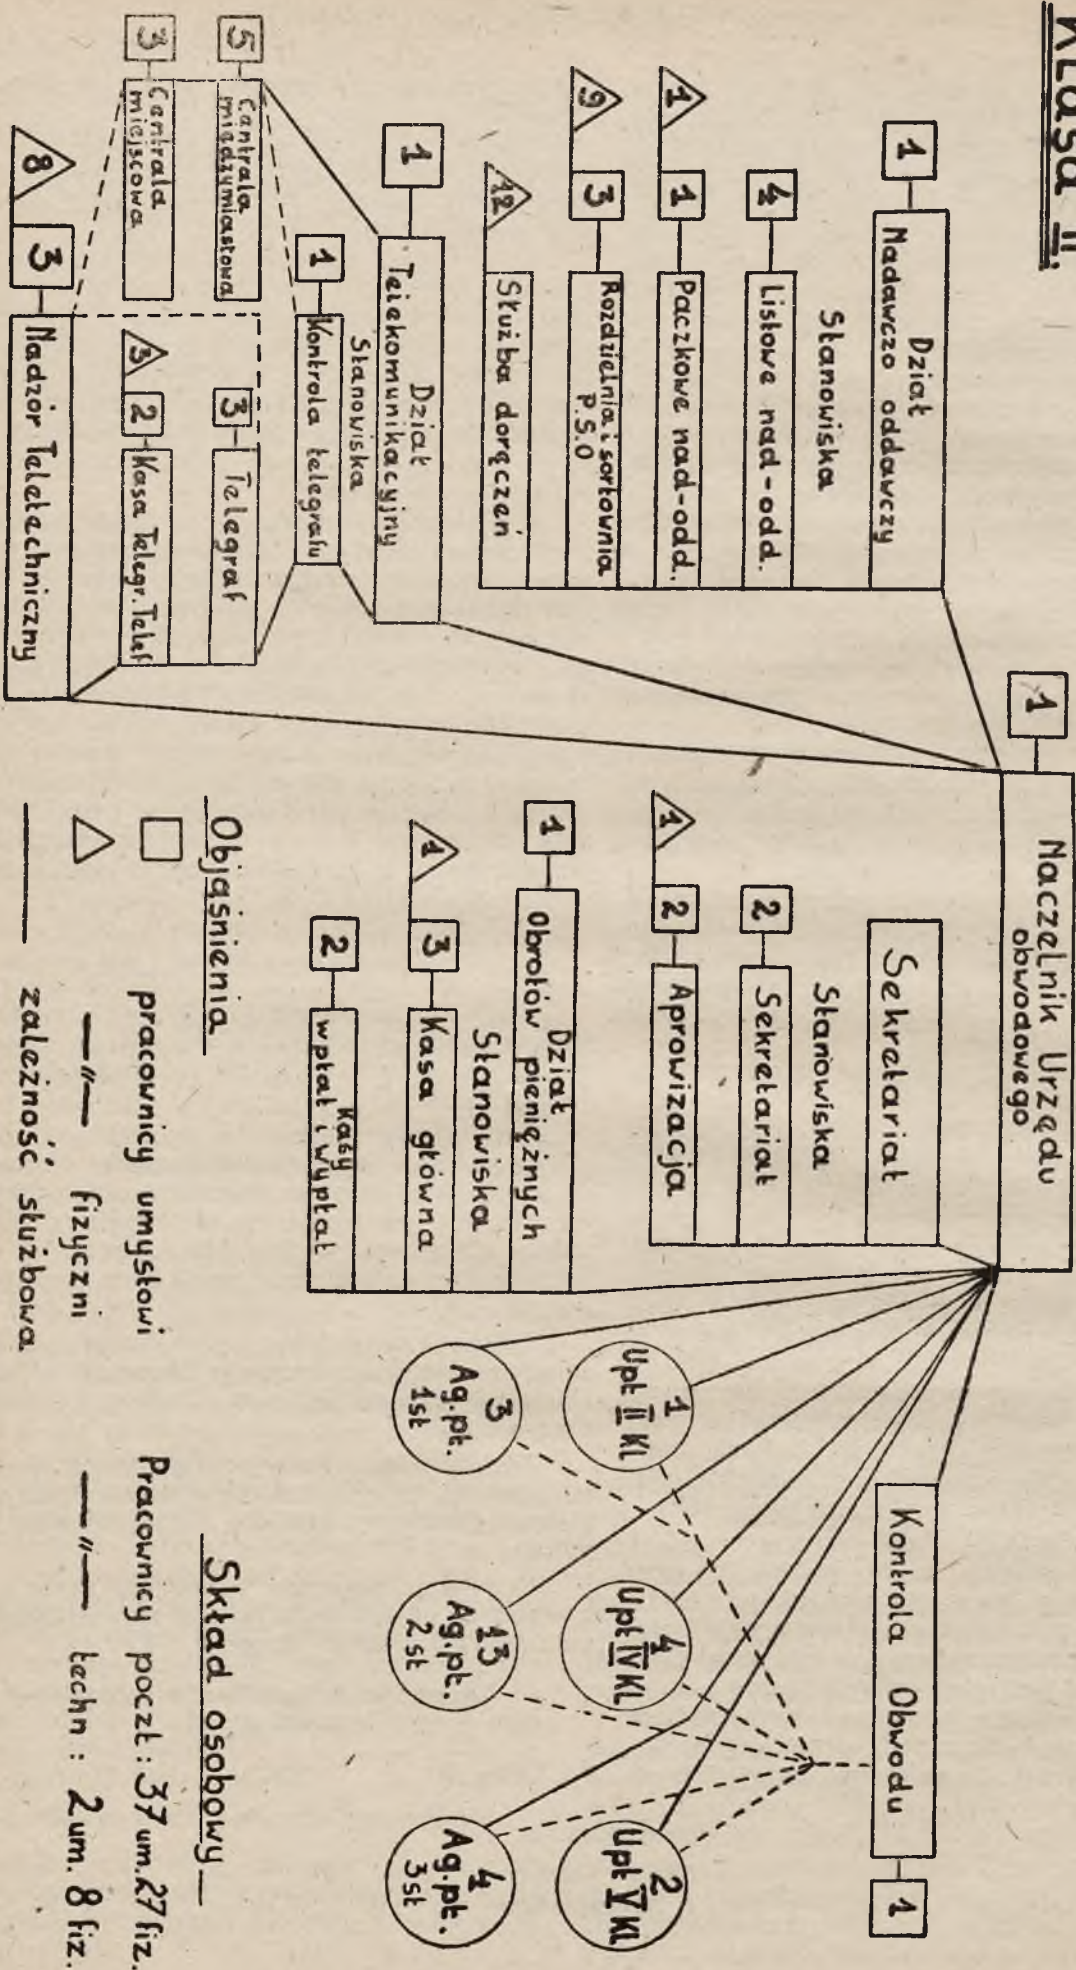 Klasa II.
1
Naczelnik Urzędu
obwodowego
1
Dział
Nadawczo oddawczy
Stanowiska
4
Listowe nad-odd.
1
1
Paczkowe nad-odd.
9
3
Rozdzielnia i sortownia
P.S.O
12
Służba doręczeń
1
Dział
Telekomunikacyjny
Stanowiska
1
Kontrola telegrafu
5
Centrala
międzymiastowa
3
Centrala
miejscowa
3
Telegraf
3
2
Kasa Telegr. Telef
8
3
Nadzór Teletechniczny
Sekretariat
Stanowiska
2
Sekretariat
1
2
Aprowizacja
1
Dział
Obrotów pieniężnych
Stanowiska
1
3
Kasa główna
2
Kasy
wpłat i wypłat
Kontrola Obwodu
1
1
Upt II Kl
4
Upt IV Kl
2
Upt V Kl
3
Ag.pt.
1st
13
Ag.pt.
2st
4
Ag.pt.
3st
Objaśnienia
pracownicy umysłowi
—„— fizyczni
zależność służbowa
Skład osobowy
Pracownicy poczt: 37 um. 27 fiz.
—„— techn: 2 um. 8 fiz.